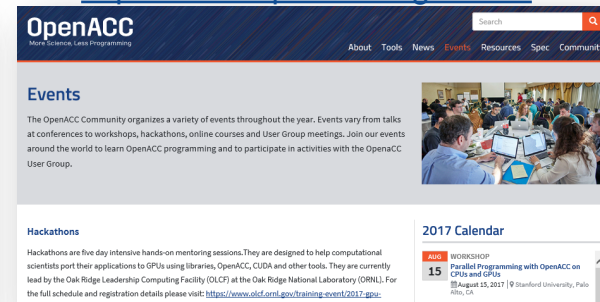 OpenACC
More Science, Less Programming
Search
About Tools News Events Resources Spec Community
Events
The OpenACC Community organizes a variety of events throughout the year. Events vary from talks
at conferences to workshops, hackathons, online courses and User Group meetings. Join our events
around the world to learn OpenACC programming and to participate in activities with the OpenaCC
User Group.
Hackathons
Hackathons are five day intensive hands-on mentoring sessions.They are designed to help computational
scientists port their applications to GPUs using libraries, OpenACC, CUDA and other tools. They are currently
lead by the Oak Ridge Leadership Computing Facility (OLCF) at the Oak Ridge National Laboratory (ORNL). For
the full schedule and registration details please visit: https://www.olcf.ornl.gov/training-event/2017-gpu-
2017 Calendar
AUG
15
WORKSHOP
Parallel Programming with OpenACC on
CPUs and GPUs
August 15, 2017 | Stanford University, Palo
Alto, CA